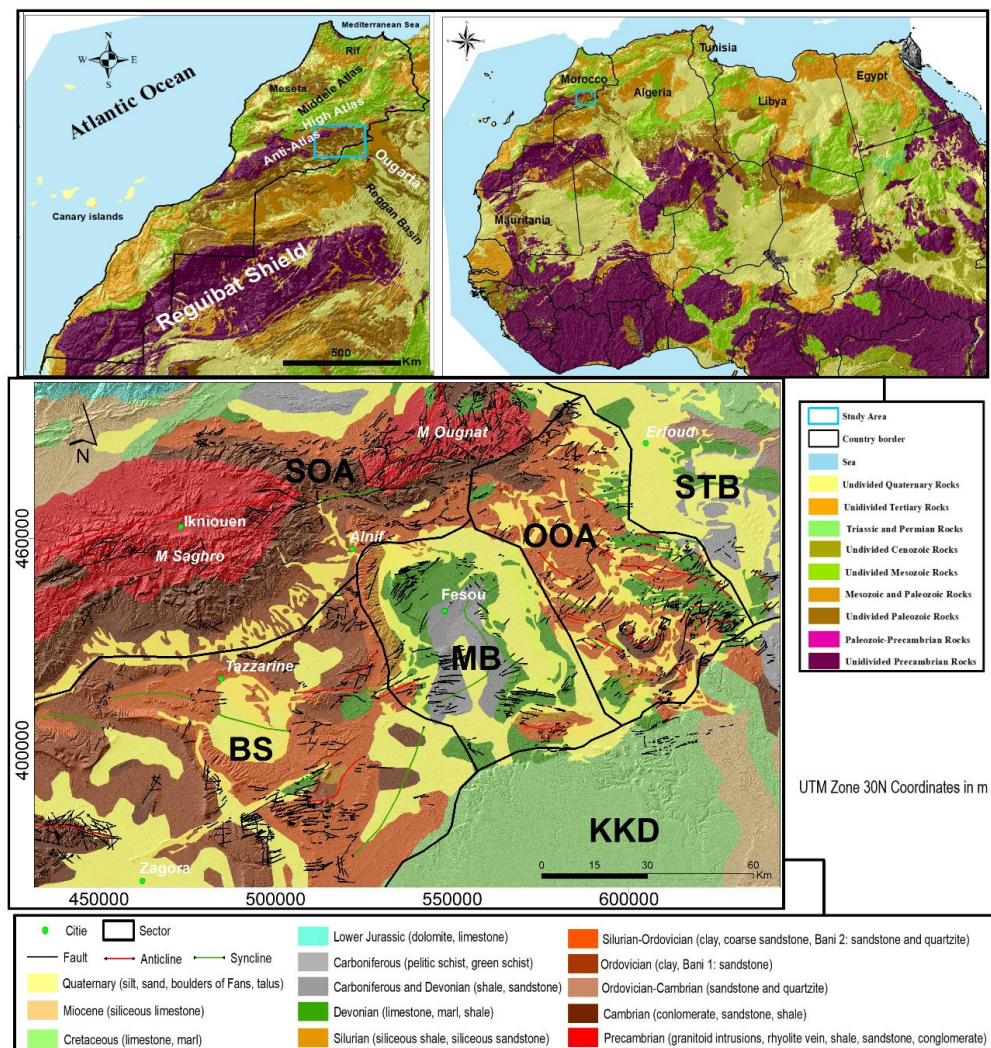 Mediterranean Sea
N
W
E
S
Rif
Atlantic Ocean
Meseta
Middele Atlas
High Atlas
Anti-Atlas
Ougarta
Reggan Basin
Canary islands
Reguibat Shield
500
Km
Tunisia
Morocco
Algeria
Libya
Egypt
Mauritania
N
M Ougnat
Erfoud
SOA
STB
Ikniouen
Alnif
OOA
M Saghro
Fesou
MB
Tazzarine
BS
KKD
Zagora
0 15 30 60
Km
460000
400000
450000 500000 550000 600000
Study Area
Country border
Sea
Undivided Quaternary Rocks
Unidivided Tertiary Rocks
Triassic and Permian Rocks
Undivided Cenozoic Rocks
Undivided Mesozoic Rocks
Mesozoic and Paleozoic Rocks
Undivided Paleozoic Rocks
Paleozoic-Precambrian Rocks
Unidivided Precambrian Rocks
UTM Zone 30N Coordinates in m
Citie
Sector
Fault
Anticline
Syncline
Quaternary (silt, sand, boulders of Fans, talus)
Miocene (siliceous limestone)
Cretaceous (limestone, marl)
Lower Jurassic (dolomite, limestone)
Carboniferous (pelitic schist, green schist)
Carboniferous and Devonian (shale, sandstone)
Devonian (limestone, marl, shale)
Silurian (siliceous shale, siliceous sandstone)
Silurian-Ordovician (clay, coarse sandstone, Bani 2: sandstone and quartzite)
Ordovician (clay, Bani 1: sandstone)
Ordovician-Cambrian (sandstone and quartzite)
Cambrian (conlomerate, sandstone, shale)
Precambrian (granitoid intrusions, rhyolite vein, shale, sandstone, conglomerate)